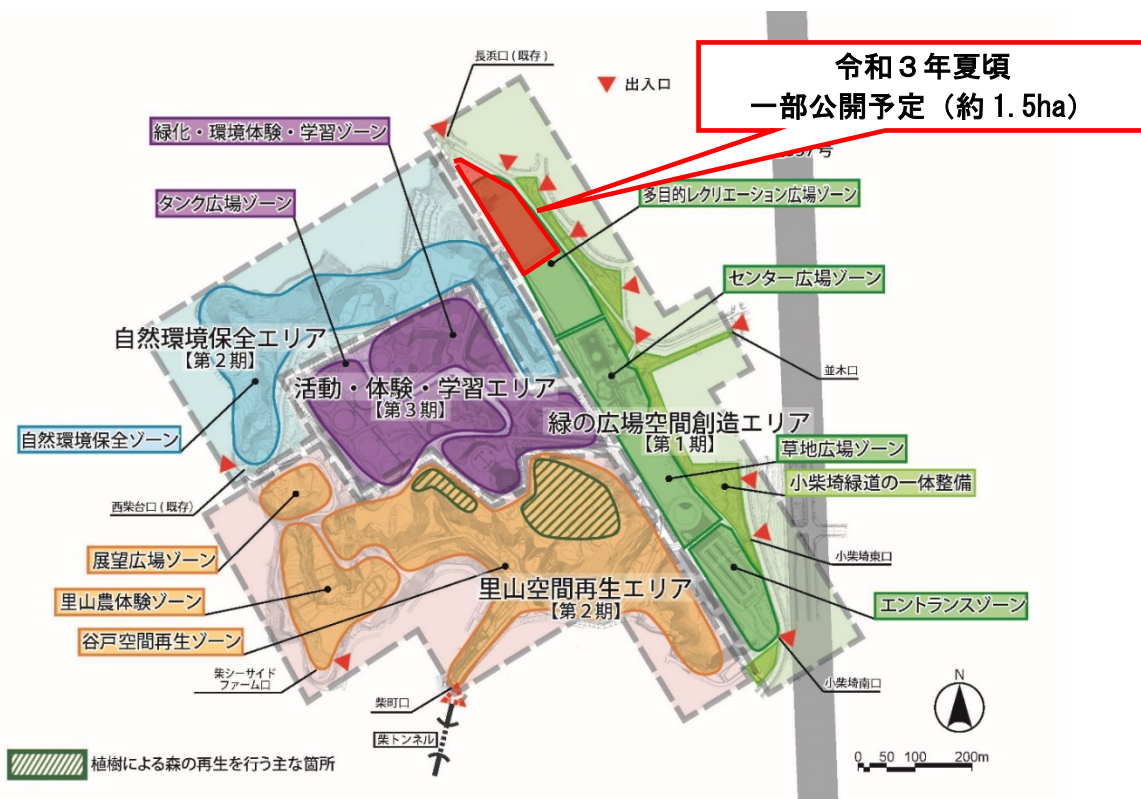 長浜口(既存)
出入口
令和３年夏頃
一部公開予定（約1.5ha）
号
緑化・環境体験・学習ゾーン
タンク広場ゾーン
多目的レクリエーション広場ゾーン
センター広場ゾーン
並木口
自然環境保全エリア
【第２期】
活動・体験・学習エリア
【第３期】
緑の広場空間創造エリア
【第１期】
自然環境保全ゾーン
草地広場ゾーン
小柴埼緑道の一体整備
西柴台口(既存)
展望広場ゾーン
小柴埼東口
里山農体験ゾーン
里山空間再生エリア
【第２期】
エントランスゾーン
谷戸空間再生ゾーン
柴シーサイド
ファーム口
柴町口
小柴埼南口
柴トンネル
N
植樹による森の再生を行う主な箇所
0 50 100 200m